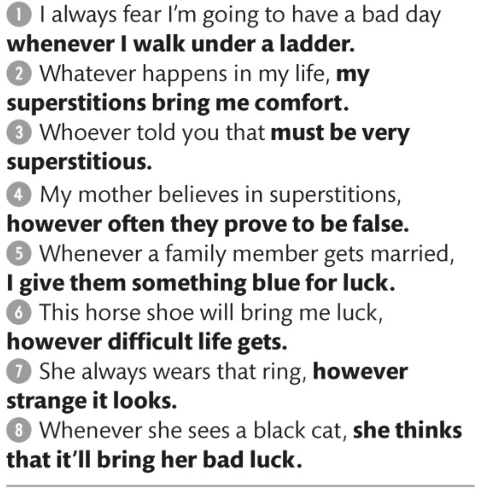 1 I always fear I’m going to have a bad day
whenever I walk under a ladder.
2 Whatever happens in my life, my
superstitions bring me comfort.
3 Whoever told you that must be very
superstitious.
4 My mother believes in superstitions,
however often they prove to be false.
5 Whenever a family member gets married,
I give them something blue for luck.
6 This horse shoe will bring me luck,
however difficult life gets.
7 She always wears that ring, however
strange it looks.
8 Whenever she sees a black cat, she thinks
that it’ll bring her bad luck.